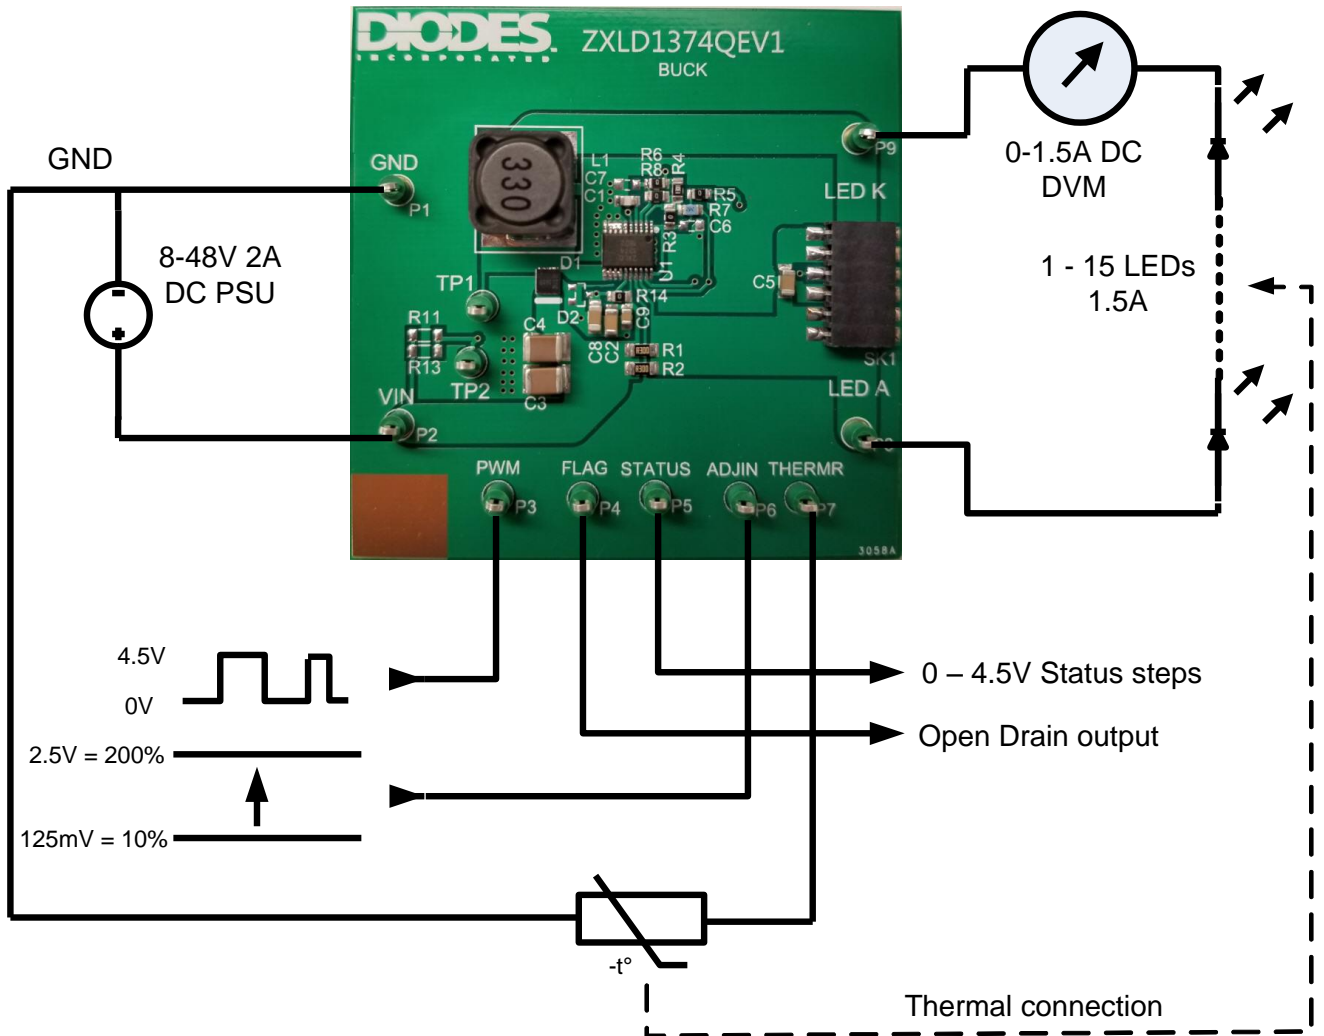 DIODES
INCORPORATED
ZXLD1374QEV1
BUCK
GND
GND
P1
8-48V 2A
DC PSU
330
L1
C7
C1
R6
R8
R4
R5
R7
C6
R3
U1
D1
D2
TP1
R14
C9
C8
C2
C4
C3
R1
R2
R11
R13
TP2
VIN
P2
P9
LED K
C5
SK1
LED A
PWM
FLAG
STATUS
ADJIN
THERMR
P3
P4
P5
P6
P7
3058A
0-1.5A DC
DVM
1 - 15 LEDs
1.5A
4.5V
0V
2.5V = 200%
125mV = 10%
0 – 4.5V Status steps
Open Drain output
-t°
Thermal connection